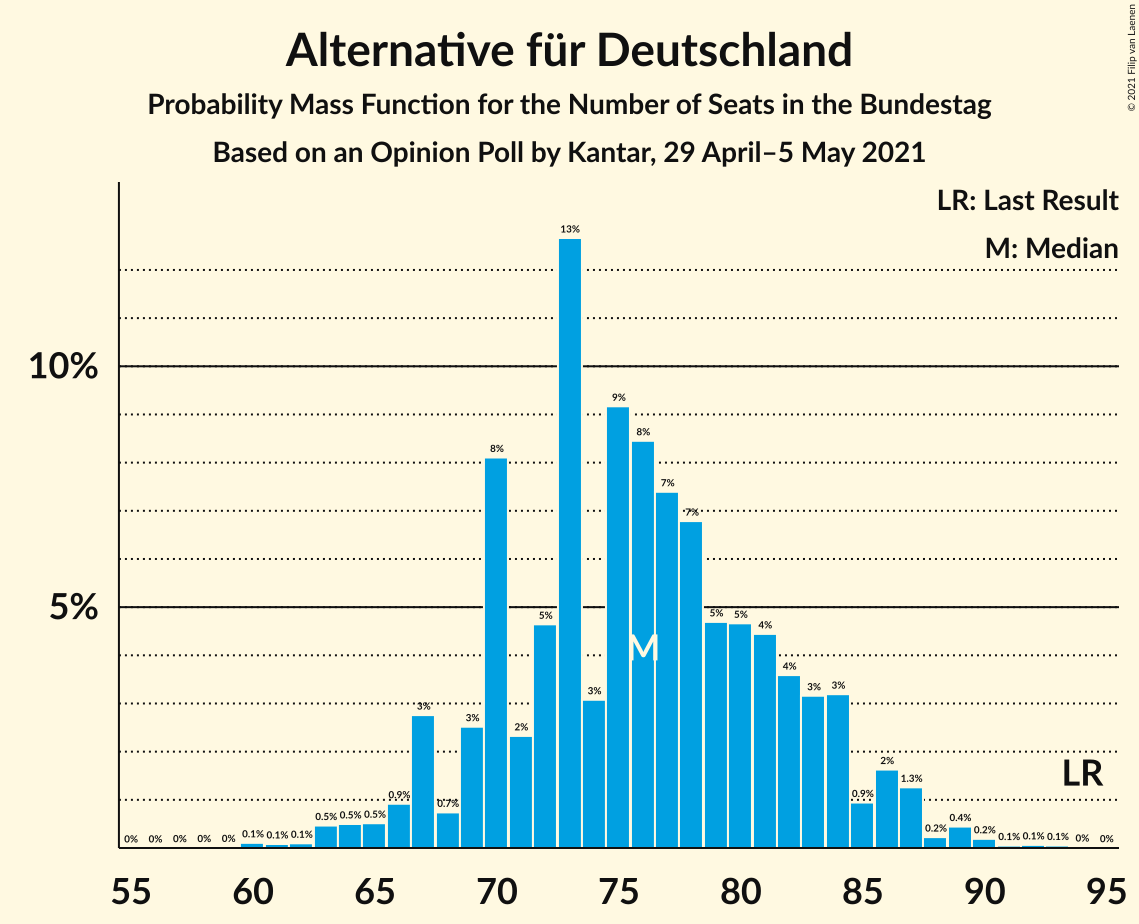 © 2021 Filip van Laenen
Alternative für Deutschland
Probability Mass Function for the Number of Seats in the Bundestag
Based on an Opinion Poll by Kantar, 29 April–5 May 2021
LR: Last Result
M: Median
10%
5%
0% 0% 0% 0% 0% 0.1% 0.1% 0.1% 0.5% 0.5% 0.5% 0.9% 3% 0.7% 3% 8% 2% 5% 13% 3% 9% 8% 7% 7% 5% 5% 4% 4% 3% 3% 0.9% 2% 1.3% 0.2% 0.4% 0.2% 0.1% 0.1% 0.1% 0% 0%
M
LR
55 60 65 70 75 80 85 90 95